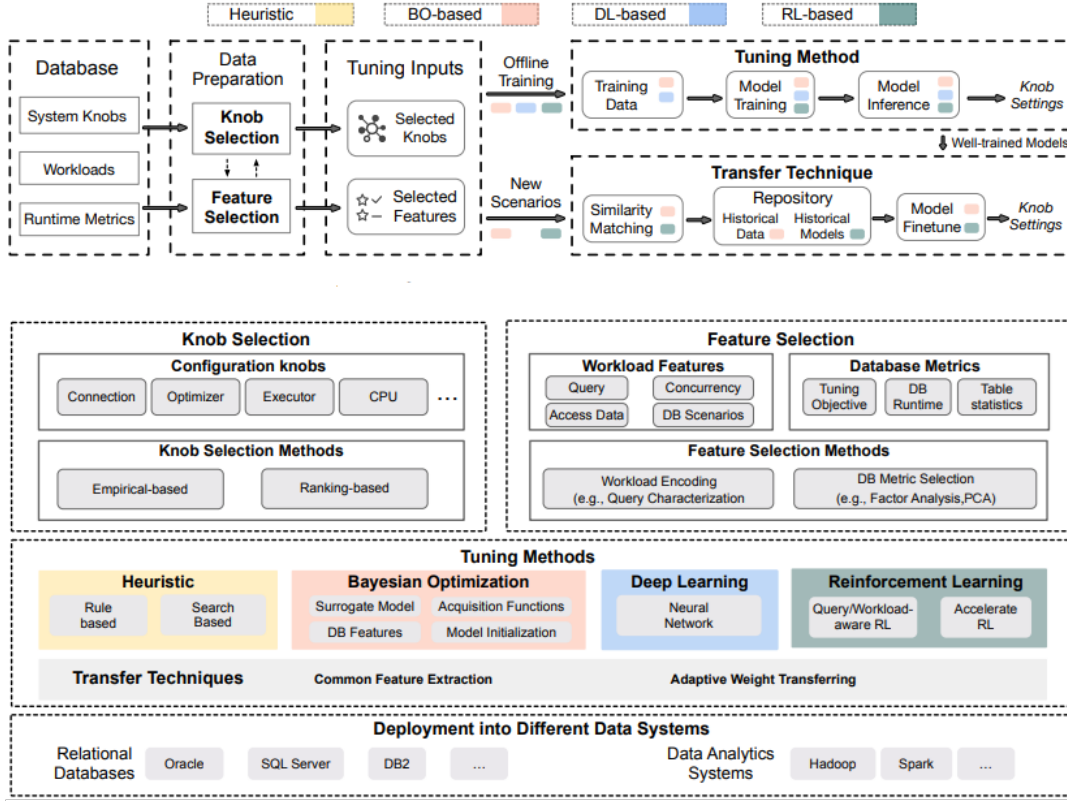 Heuristic
BO-based
DL-based
RL-based
Database
System Knobs
Workloads
Runtime Metrics
Data
Preparation
Knob
Selection
Feature
Selection
Tuning Inputs
Selected
Knobs
Selected
Features
Offline
Training
New
Scenarios
Tuning Method
Training
Data
Model
Training
Model
Inference
Knob
Settings
Well-trained Models
Transfer Technique
Similarity
Matching
Repository
Historical
Data
Historical
Models
Model
Finetune
Knob
Settings
Knob Selection
Configuration knobs
Connection
Optimizer
Executor
CPU
...
Knob Selection Methods
Empirical-based
Ranking-based
Feature Selection
Workload Features
Query
Concurrency
Access Data
DB Scenarios
Database Metrics
Tuning
Objective
DB
Runtime
Table
statistics
Feature Selection Methods
Workload Encoding
(e.g., Query Characterization
DB Metric Selection
(e.g., Factor Analysis,PCA)
Tuning Methods
Heuristic
Rule
based
Search
Based
Bayesian Optimization
Surrogate Model
Acquisition Functions
DB Features
Model Initialization
Deep Learning
Neural
Network
Reinforcement Learning
Query/Workload-
aware RL
Accelerate
RL
Transfer Techniques
Common Feature Extraction
Adaptive Weight Transferring
Deployment into Different Data Systems
Relational
Databases
Oracle
SQL Server
DB2
...
Data Analytics
Systems
Hadoop
Spark
...